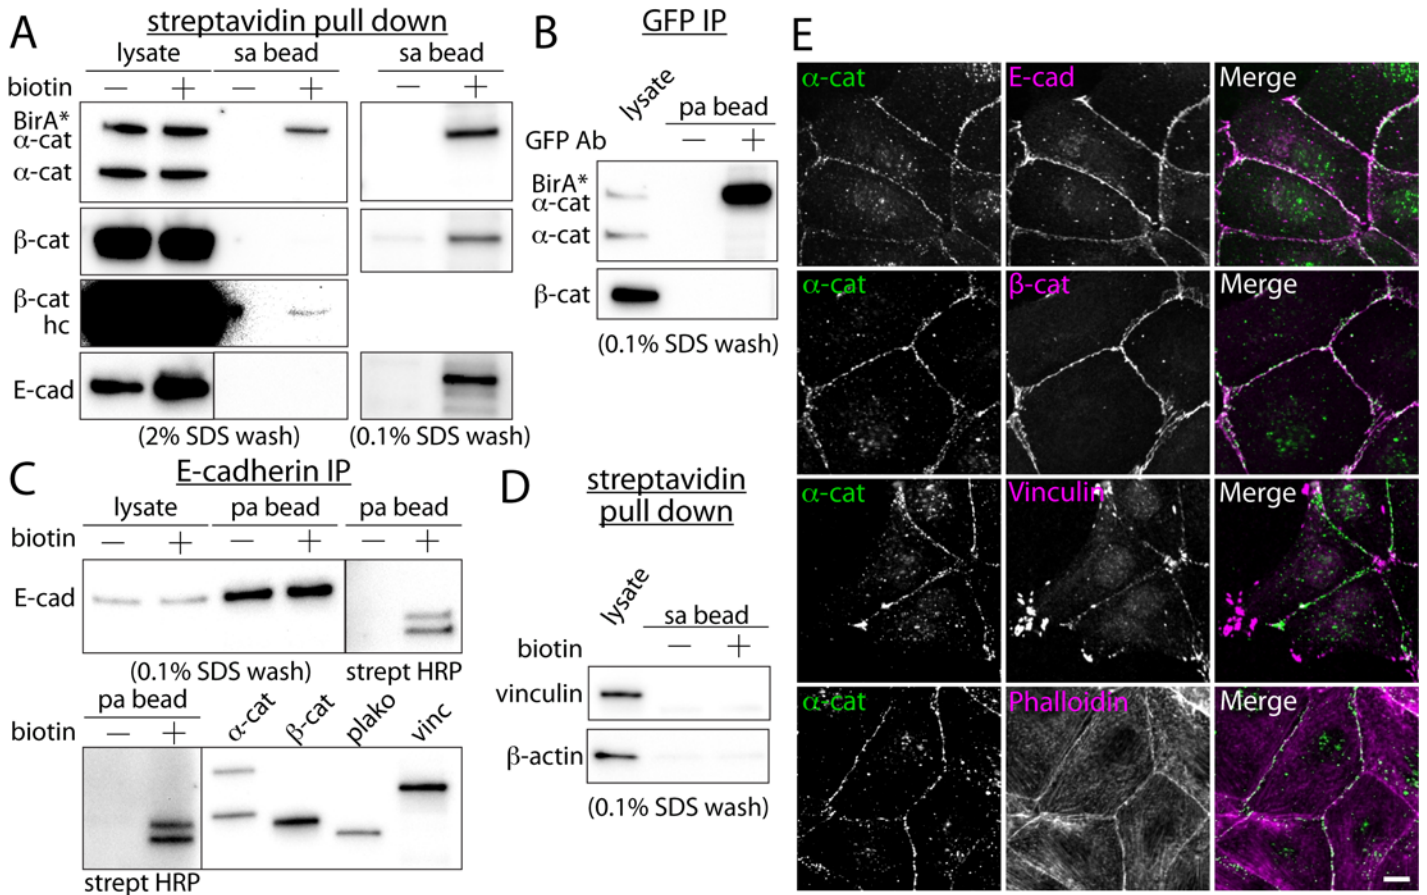 A
streptavidin pull down
lysate sa bead sa bead
biotin — + — + — +
BirA*
α-cat
α-cat
β-cat
β-cat
hc
E-cad
(2% SDS wash) (0.1% SDS wash)
B
GFP IP
lysate
pa bead
GFP Ab — +
BirA*
α-cat
α-cat
β-cat
(0.1% SDS wash)
C
E-cadherin IP
lysate pa bead pa bead
biotin — + — + — +
E-cad
(0.1% SDS wash) strept HRP
pa bead
biotin — + α-cat β-cat plako vinc
strept HRP
D
streptavidin
pull down
lysate
sa bead
biotin — +
vinculin
β-actin
(0.1% SDS wash)
E
α-cat E-cad Merge
α-cat β-cat Merge
α-cat Vinculin Merge
α-cat Phalloidin Merge